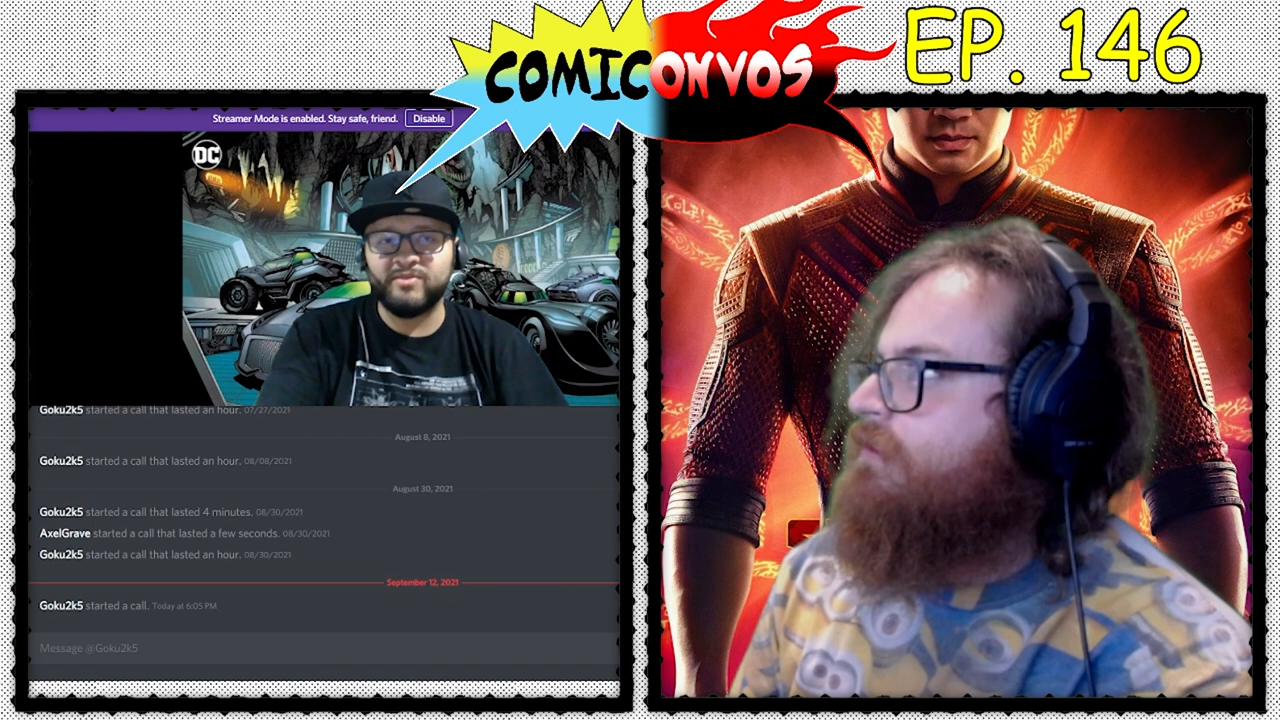 COMICONVOS
EP. 146
Streamer Mode is enabled. Stay safe, friend. Disable
DC
Goku2k5 started a call that lasted an hour. 07/27/2021
August 8, 2021
Goku2k5 started a call that lasted an hour. 08/08/2021
August 30, 2021
Goku2k5 started a call that lasted 4 minutes. 08/30/2021
AxelGrave started a call that lasted a few seconds. 08/30/2021
Goku2k5 started a call that lasted an hour. 08/30/2021
September 12, 2021
Goku2k5 started a call. Today at 6:05 PM
Message @Goku2k5